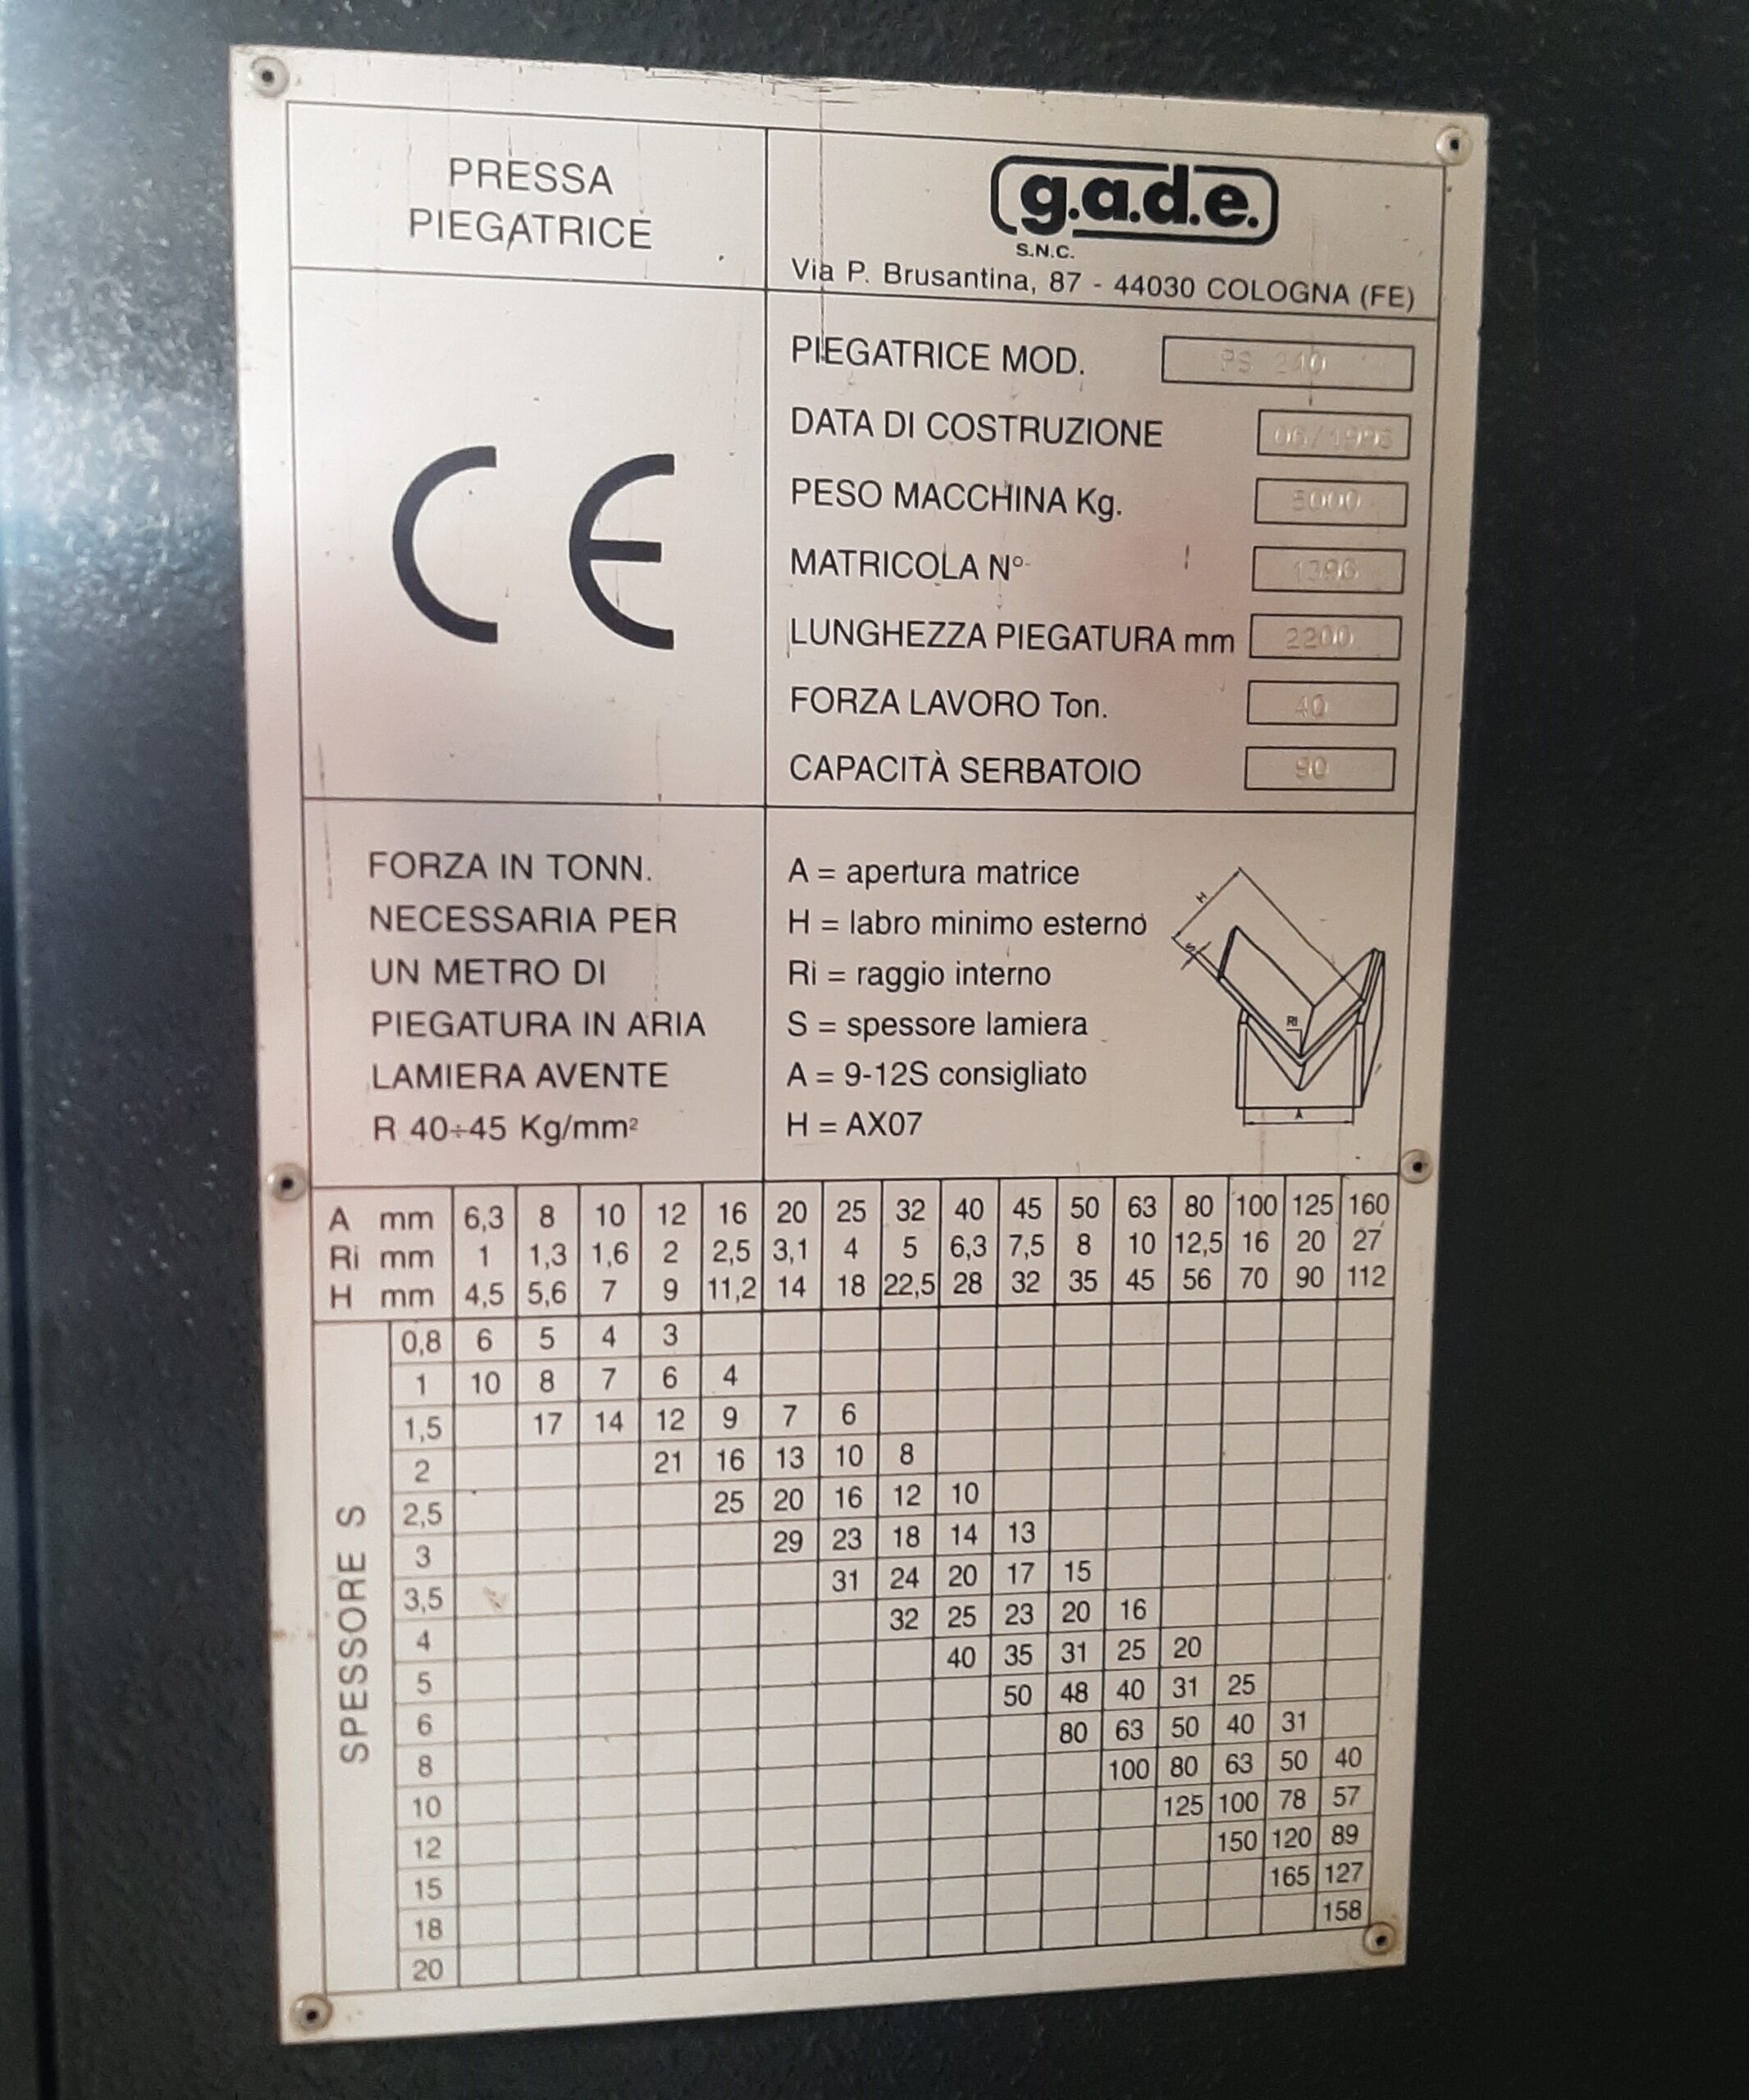 PRESSA
PIEGATRICE
g.a.d.e.
S.N.C.
Via P. Brusantina, 87 - 44030 COLOGNA (FE)
CE
PIEGATRICE MOD. PS 240
DATA DI COSTRUZIONE
PESO MACCHINA Kg. 5000
MATRICOLA N° 1396
LUNGHEZZA PIEGATURA mm 2200
FORZA LAVORO Ton. 40
CAPACITÀ SERBATOIO 90
FORZA IN TONN.
NECESSARIA PER
UN METRO DI
PIEGATURA IN ARIA
LAMIERA AVENTE
R 40÷45 Kg/mm²
A = apertura matrice
H = labro minimo esterno
Ri = raggio interno
S = spessore lamiera
A = 9-12S consigliato
H = AX07
H
S
RI
A
A mm 6,3 8 10 12 16 20 25 32 40 45 50 63 80 100 125 160
Ri mm 1 1,3 1,6 2 2,5 3,1 4 5 6,3 7,5 8 10 12,5 16 20 27
H mm 4,5 5,6 7 9 11,2 14 18 22,5 28 32 35 45 56 70 90 112
SPESSORE S
0,8 6 5 4 3
1 10 8 7 6 4
1,5 17 14 12 9 7 6
2 21 16 13 10 8
2,5 25 20 16 12 10
3 29 23 18 14 13
3,5 31 24 20 17 15
4 32 25 23 20 16
5 40 35 31 25 20
6 50 48 40 31 25
8 80 63 50 40 31
10 100 80 63 50 40
12 125 100 78 57
15 150 120 89
18 165 127
20 158